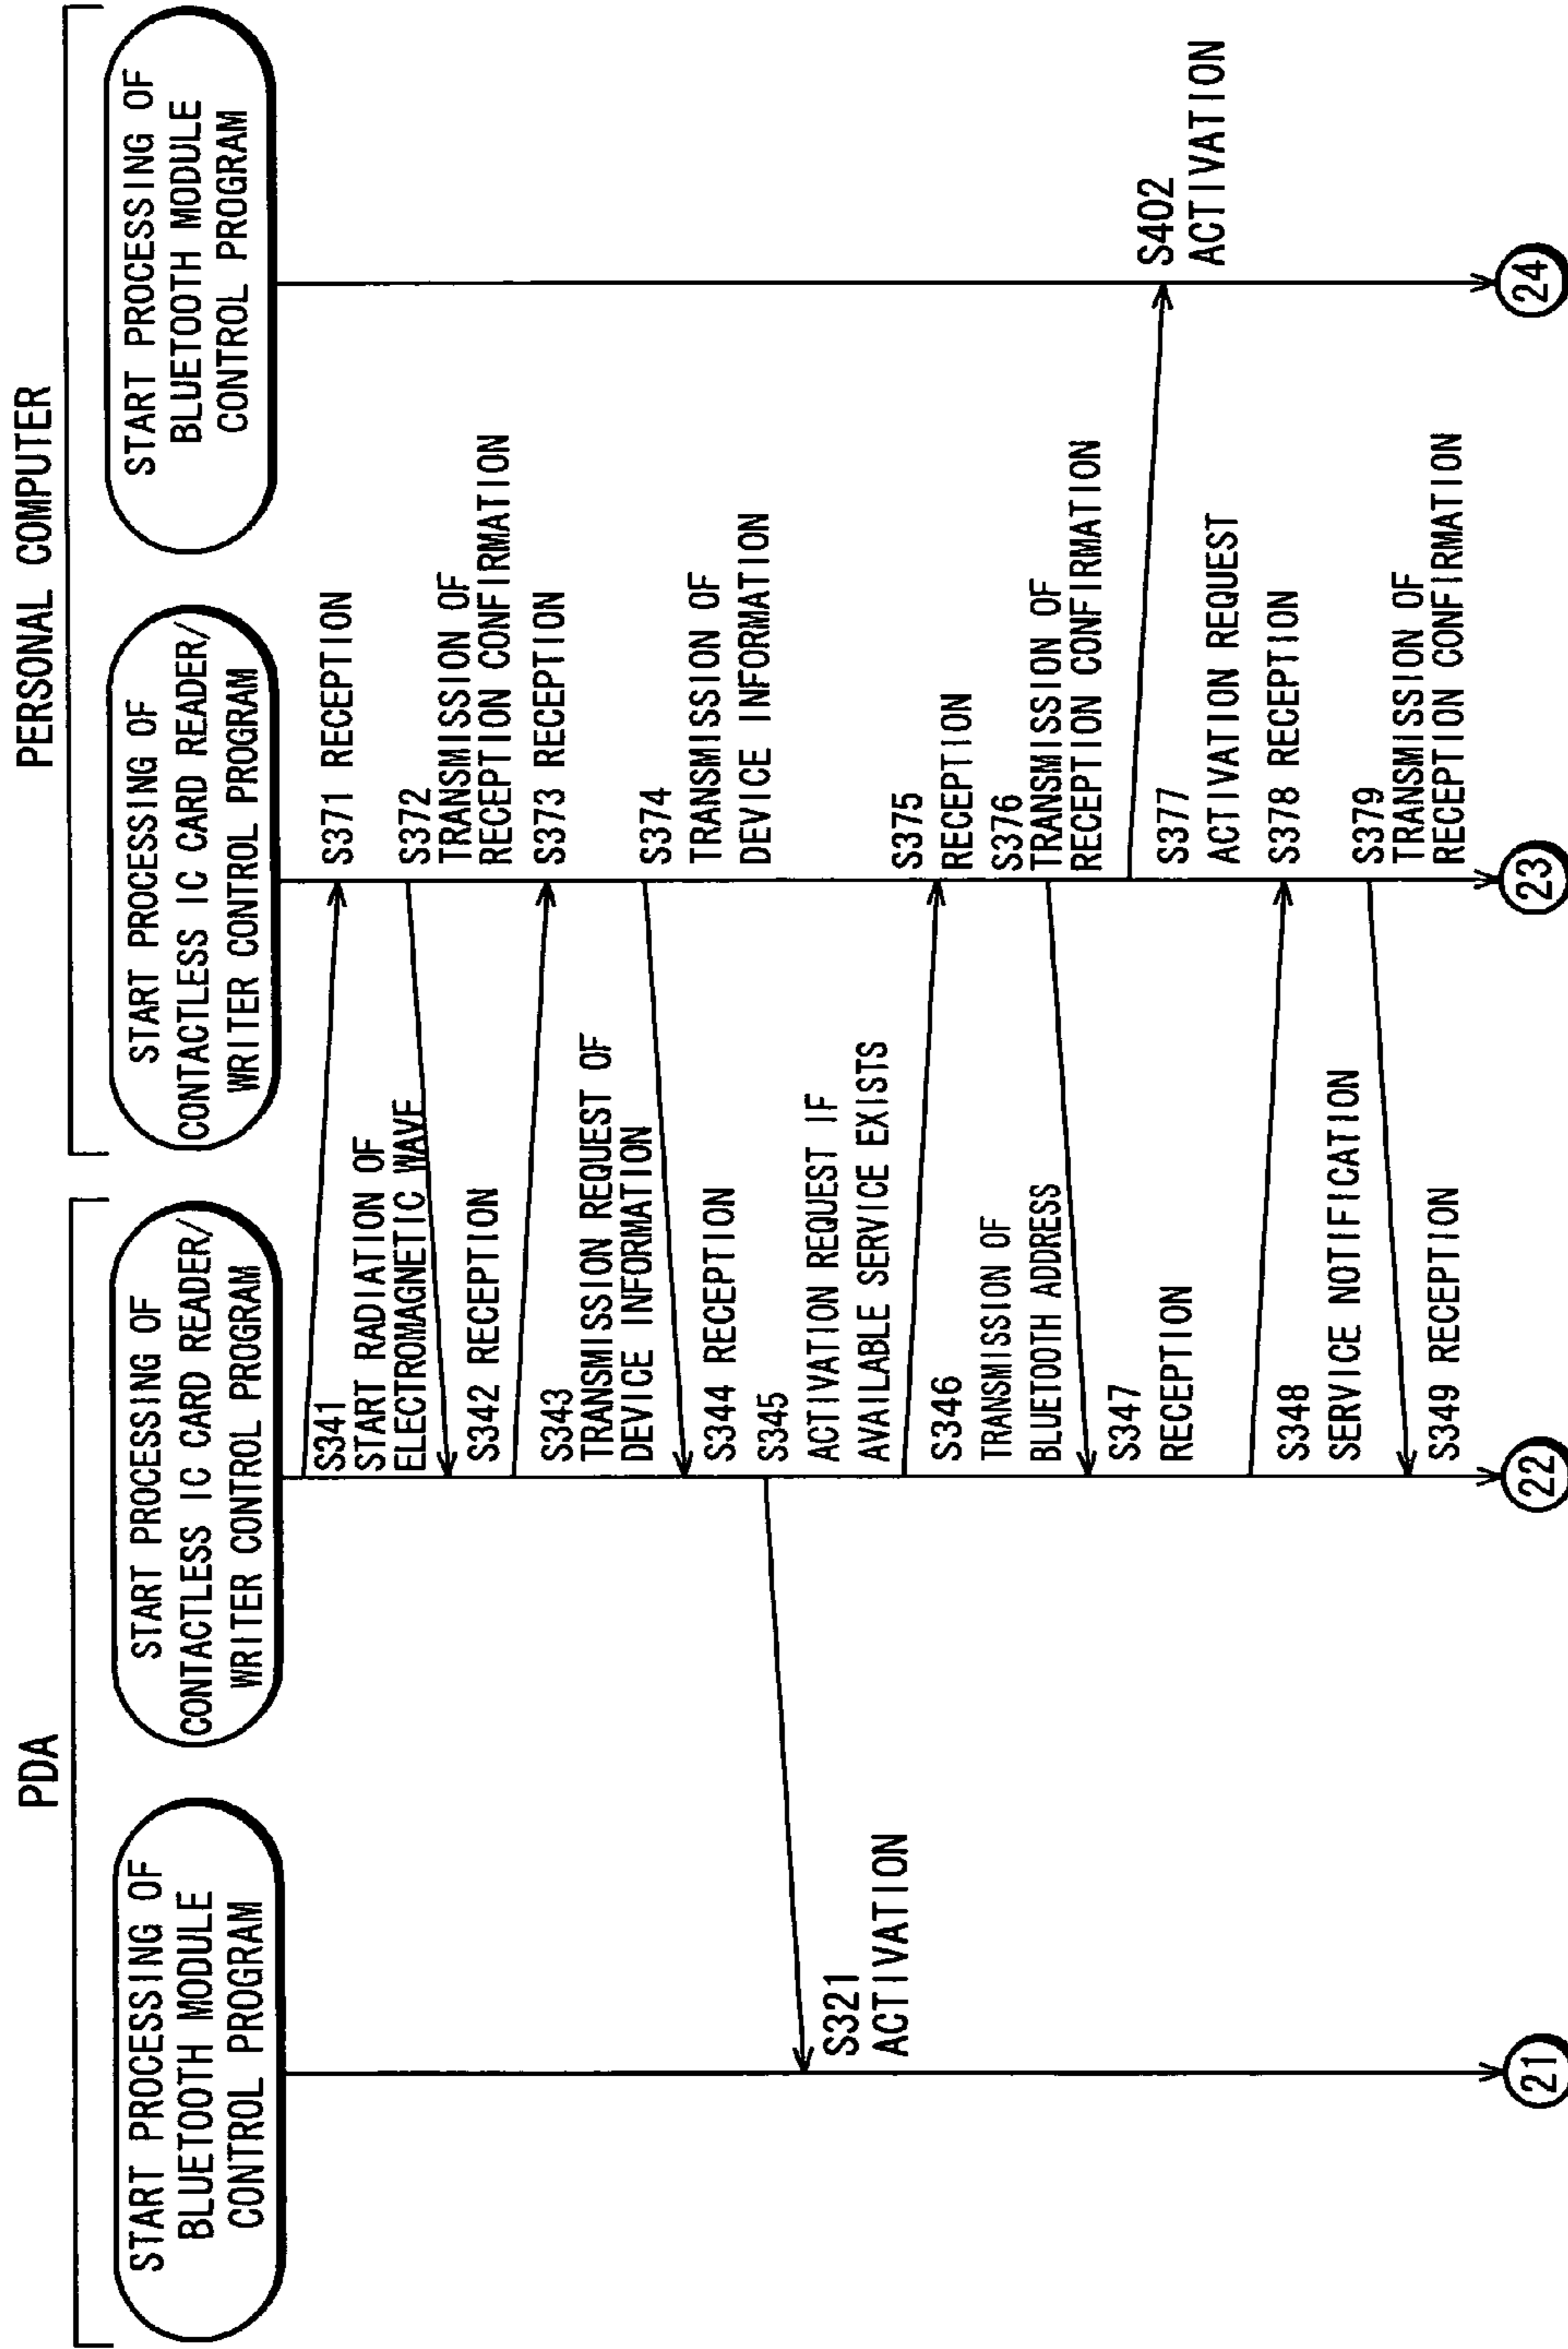 PDA
PERSONAL COMPUTER
START PROCESSING OF
BLUETOOTH MODULE
CONTROL PROGRAM
START PROCESSING OF
CONTACTLESS IC CARD READER/
WRITER CONTROL PROGRAM
START PROCESSING OF
CONTACTLESS IC CARD READER/
WRITER CONTROL PROGRAM
START PROCESSING OF
BLUETOOTH MODULE
CONTROL PROGRAM
S321
ACTIVATION
21
S341
START RADIATION OF
ELECTROMAGNETIC WAVE
S342 RECEPTION
S343
TRANSMISSION REQUEST OF
DEVICE INFORMATION
S344 RECEPTION
S345
ACTIVATION REQUEST IF
AVAILABLE SERVICE EXISTS
S346
TRANSMISSION OF
BLUETOOTH ADDRESS
S347
RECEPTION
S348
SERVICE NOTIFICATION
S349 RECEPTION
22
S371 RECEPTION
S372
TRANSMISSION OF
RECEPTION CONFIRMATION
S373 RECEPTION
S374
TRANSMISSION OF
DEVICE INFORMATION
S375
RECEPTION
S376
TRANSMISSION OF
RECEPTION CONFIRMATION
S377
ACTIVATION REQUEST
S378 RECEPTION
S379
TRANSMISSION OF
RECEPTION CONFIRMATION
23
S402
ACTIVATION
24